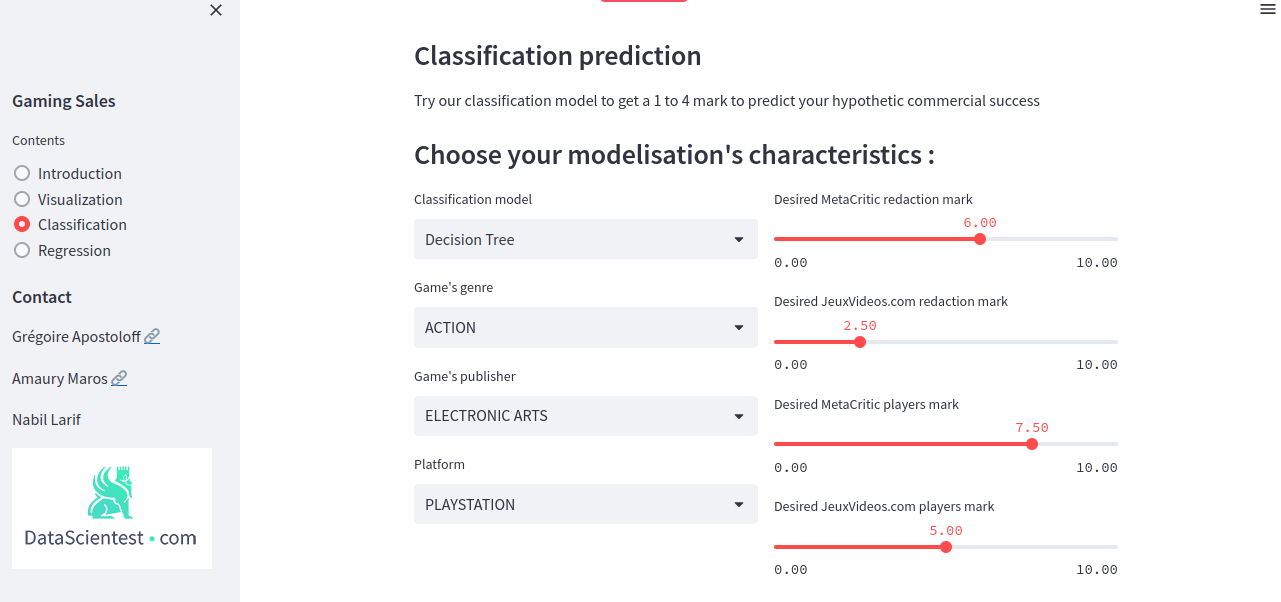 Gaming Sales
Contents
Introduction
Visualization
Classification
Regression
Contact
Grégoire Apostoloff
Amaury Maros
Nabil Larif
DataScientest • com
Classification prediction
Try our classification model to get a 1 to 4 mark to predict your hypothetic commercial success
Choose your modelisation's characteristics :
Classification model
Decision Tree
Game's genre
ACTION
Game's publisher
ELECTRONIC ARTS
Platform
PLAYSTATION
Desired MetaCritic redaction mark
6.00
0.00 10.00
Desired JeuxVideos.com redaction mark
2.50
0.00 10.00
Desired MetaCritic players mark
7.50
0.00 10.00
Desired JeuxVideos.com players mark
5.00
0.00 10.00